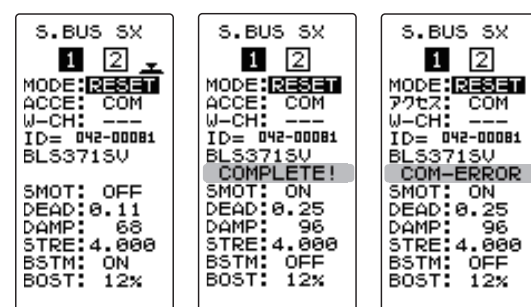 S.BUS SX
1 2
MODE:RESET
ACCE: COM
W-CH: ---
ID= 042-00081
BLS371SV
SMOT: OFF
DEAD:0.11
DAMP: 68
STRE:4.000
BSTM: ON
BOST: 12%
S.BUS SX
1 2
MODE:RESET
ACCE: COM
W-CH: ---
ID= 042-00081
BLS371SV
COMPLETE!
SMOT: ON
DEAD:0.25
DAMP: 96
STRE:4.000
BSTM: OFF
BOST: 12%
S.BUS SX
1 2
MODE:RESET
アクセス: COM
W-CH: ---
ID= 042-00081
BLS371SV
COM-ERROR
SMOT: ON
DEAD:0.25
DAMP: 96
STRE:4.000
BSTM: OFF
BOST: 12%